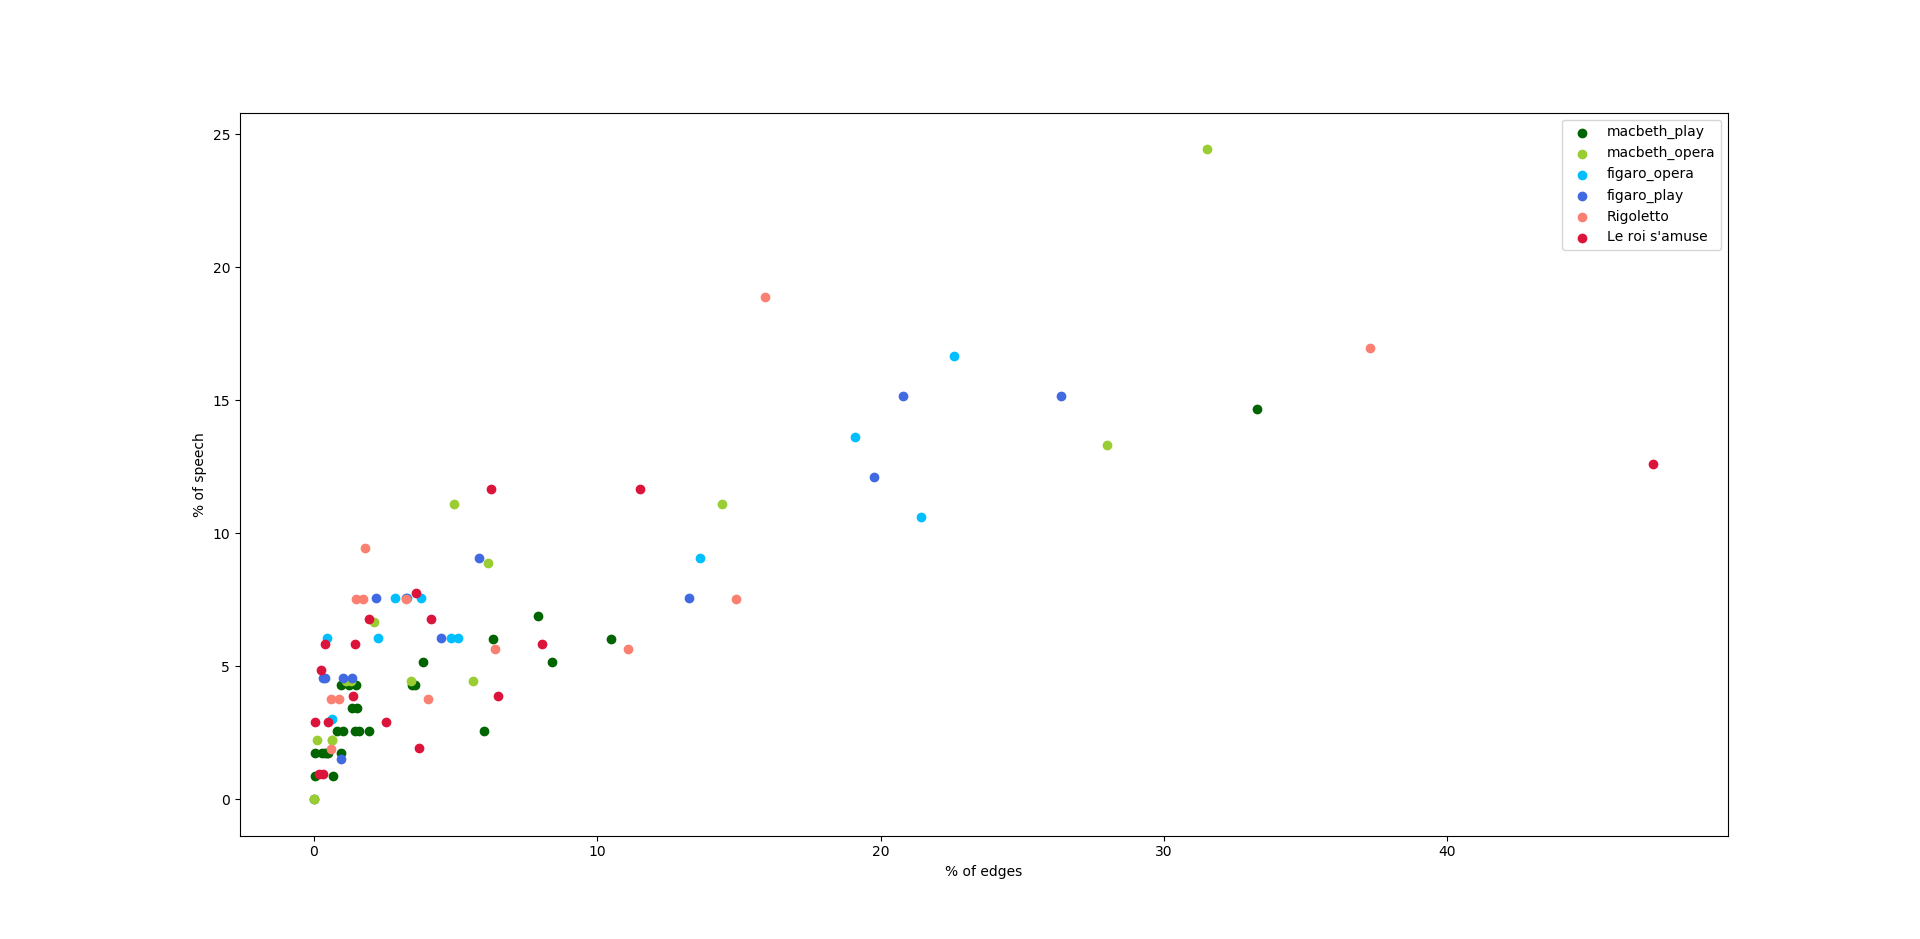 25
20
15
10
5
0
% of speech
0 10 20 30 40
% of edges
macbeth_play
macbeth_opera
figaro_opera
figaro_play
Rigoletto
Le roi s'amuse